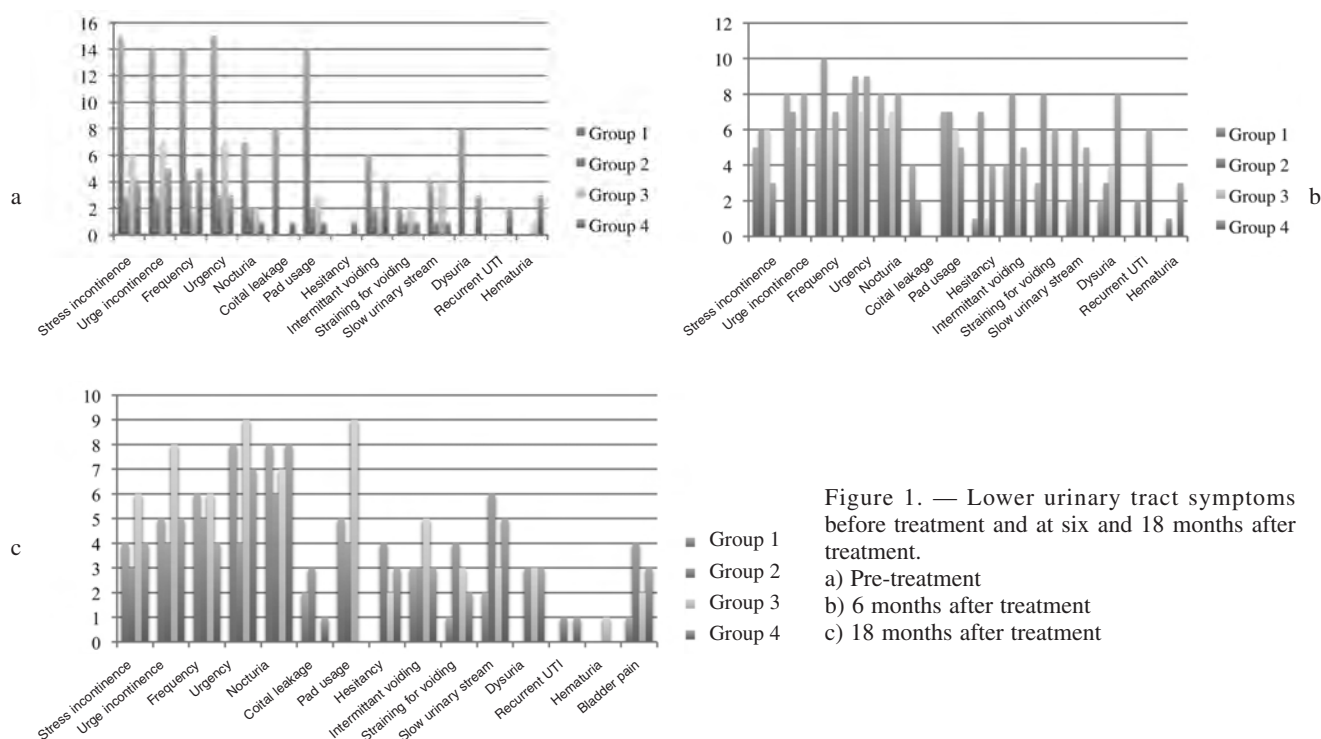 16
14
12
10
8
6
4
2
0
Stress incontinence
Urge incontinence
Frequency
Urgency
Nocturia
Coital leakage
Pad usage
Hesitancy
Intermittant voiding
Straining for voiding
Slow urinary stream
Dysuria
Recurrent UTI
Hematuria
Group 1
Group 2
Group 3
Group 4
a
12
10
8
6
4
2
0
Stress incontinence
Urge incontinence
Frequency
Urgency
Nocturia
Coital leakage
Pad usage
Hesitancy
Intermittant voiding
Straining for voiding
Slow urinary stream
Dysuria
Recurrent UTI
Hematuria
Group 1
Group 2
Group 3
Group 4
b
10
9
8
7
6
5
4
3
2
1
0
Stress incontinence
Urge incontinence
Frequency
Urgency
Nocturia
Coital leakage
Pad usage
Hesitancy
Intermittant voiding
Straining for voiding
Slow urinary stream
Dysuria
Recurrent UTI
Hematuria
Bladder pain
Group 1
Group 2
Group 3
Group 4
c
Figure 1. — Lower urinary tract symptoms
before treatment and at six and 18 months after
treatment.
a) Pre-treatment
b) 6 months after treatment
c) 18 months after treatment